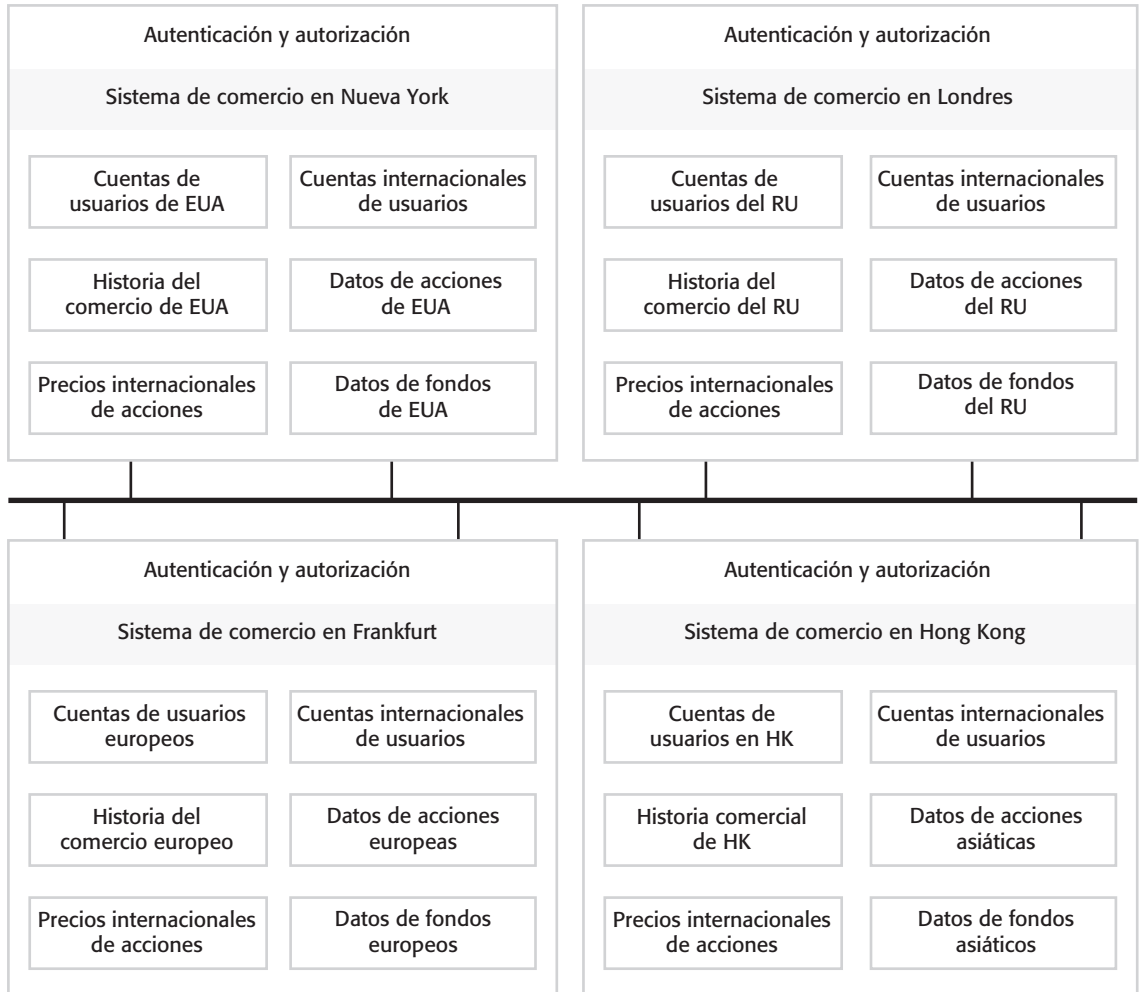 Autenticación y autorización
Sistema de comercio en Nueva York
Cuentas de
usuarios de EUA
Cuentas internacionales
de usuarios
Historia del
comercio de EUA
Datos de acciones
de EUA
Precios internacionales
de acciones
Datos de fondos
de EUA
Autenticación y autorización
Sistema de comercio en Londres
Cuentas de
usuarios del RU
Cuentas internacionales
de usuarios
Historia del
comercio del RU
Datos de acciones
del RU
Precios internacionales
de acciones
Datos de fondos
del RU
Autenticación y autorización
Sistema de comercio en Frankfurt
Cuentas de usuarios
europeos
Cuentas internacionales
de usuarios
Historia del
comercio europeo
Datos de acciones
europeas
Precios internacionales
de acciones
Datos de fondos
europeos
Autenticación y autorización
Sistema de comercio en Hong Kong
Cuentas de
usuarios en HK
Cuentas internacionales
de usuarios
Historia comercial
de HK
Datos de acciones
asiáticas
Precios internacionales
de acciones
Datos de fondos
asiáticos